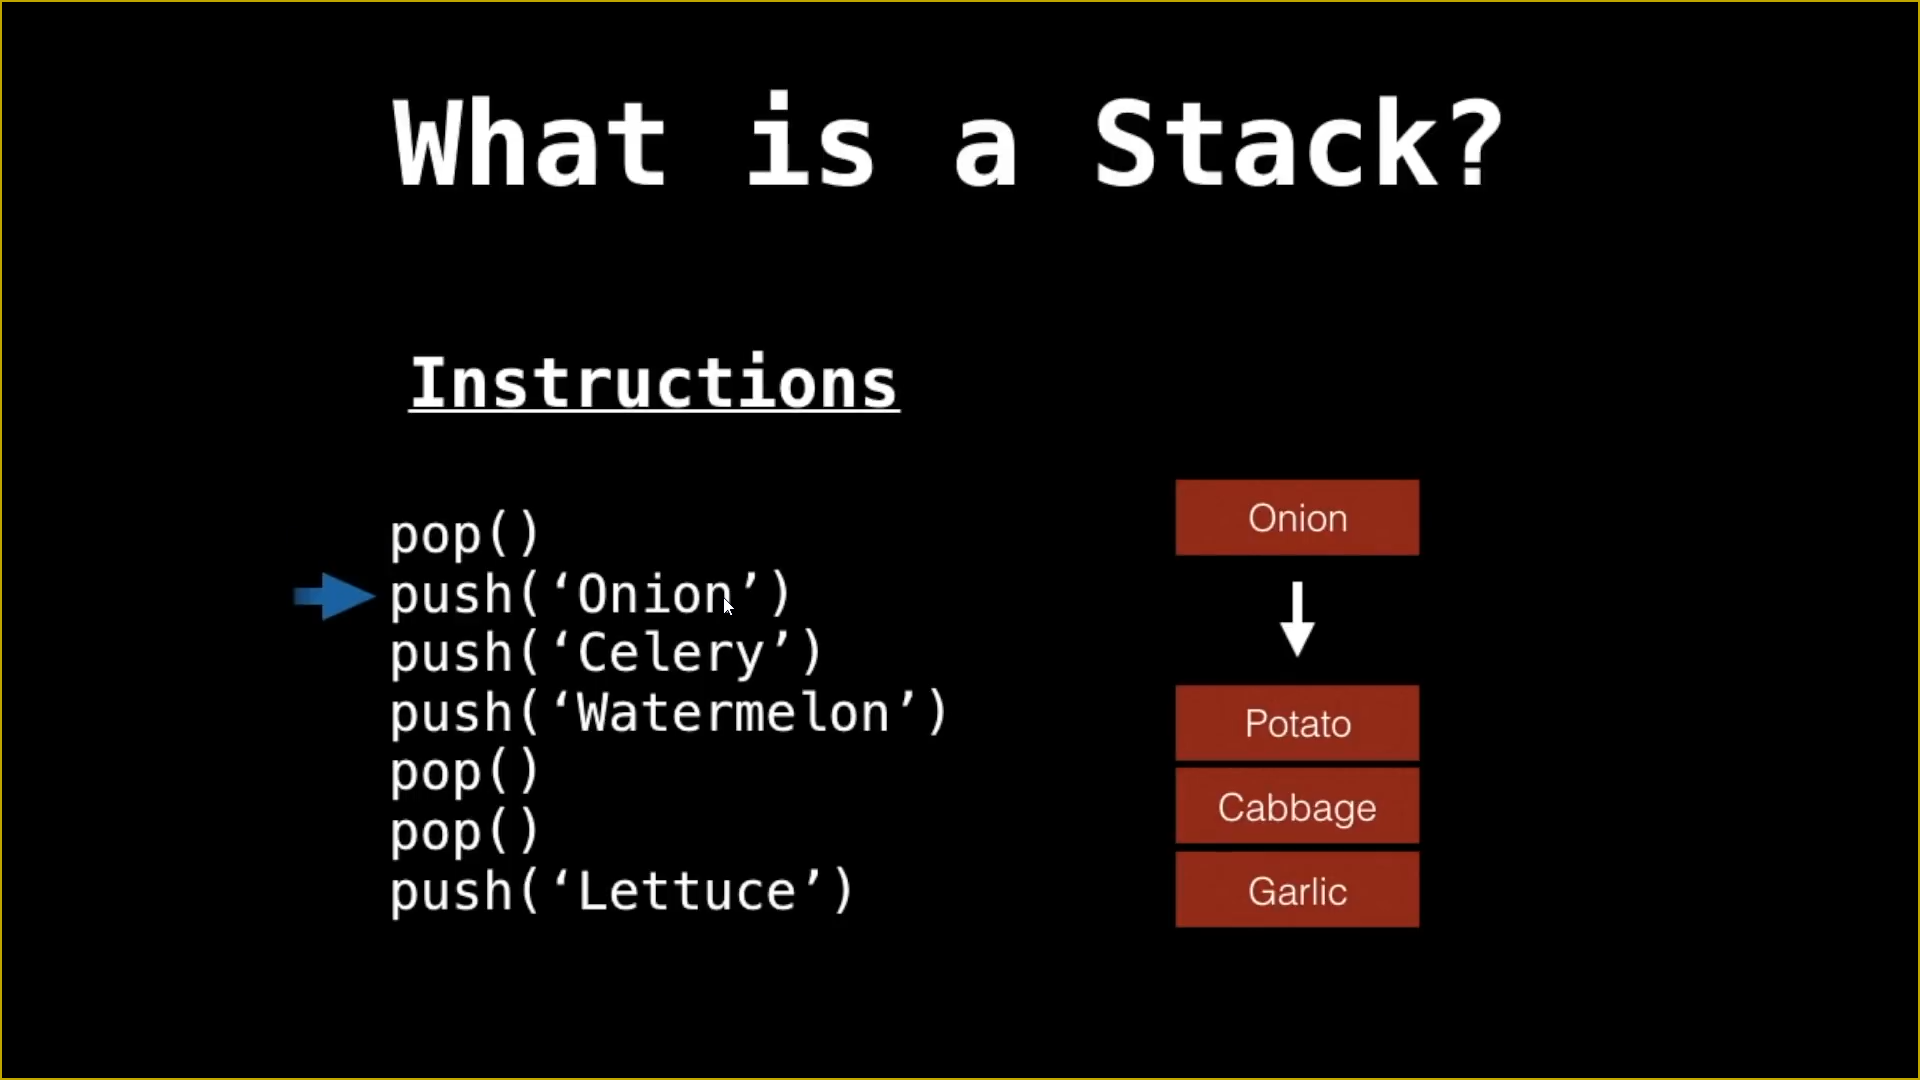 What is a Stack?
Instructions
pop()
push(‘Onion’)
push(‘Celery’)
push(‘Watermelon’)
pop()
pop()
push(‘Lettuce’)
Onion
Potato
Cabbage
Garlic